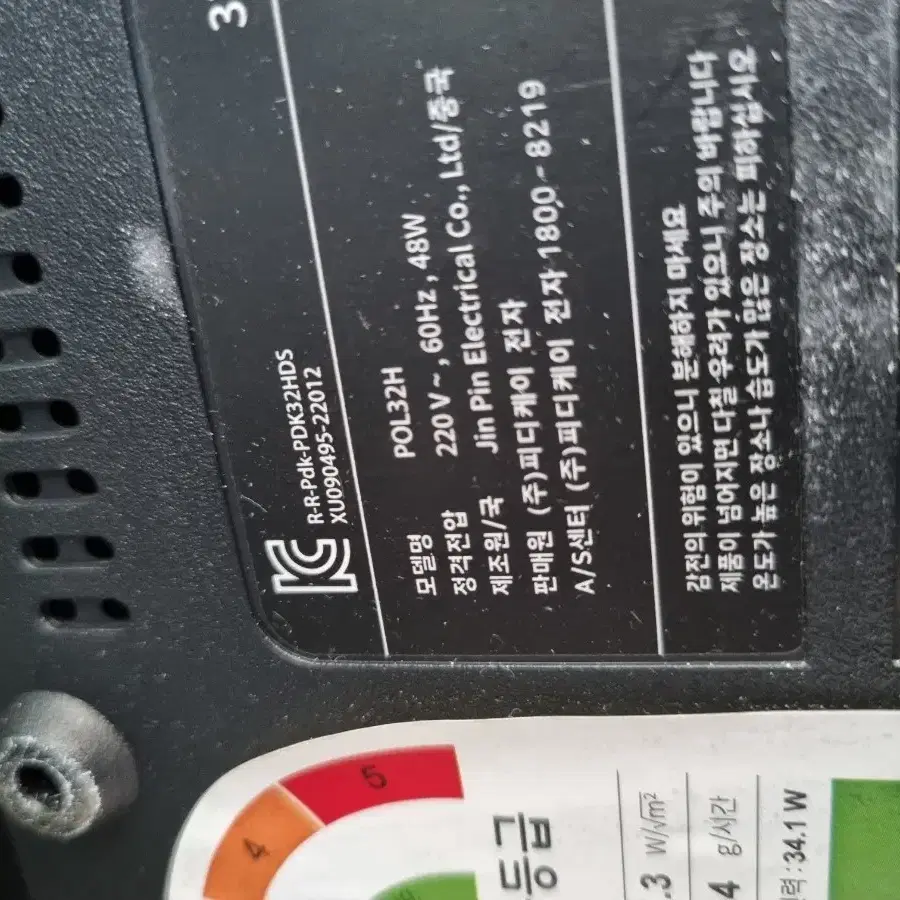 3
R-R-Pdk-PDK32HDS
XU090495-22012
모델명 POL32H
정격전압 220 V ~ , 60Hz , 48W
제조원/국 Jin Pin Electrical Co., Ltd/중국
판매원 (주)피디케이 전자
A/S센터 (주)피디케이 전자 1800 - 8219
감전의 위험이 있으니 분해하지 마세요
제품이 넘어지면 다칠 우려가 있으니 주의 바랍니다
온도가 높은 장소나 습도가 많은 장소는 피하십시오
4
5
등급
.3 W/√m²
4 g/시간
력 : 34.1 W